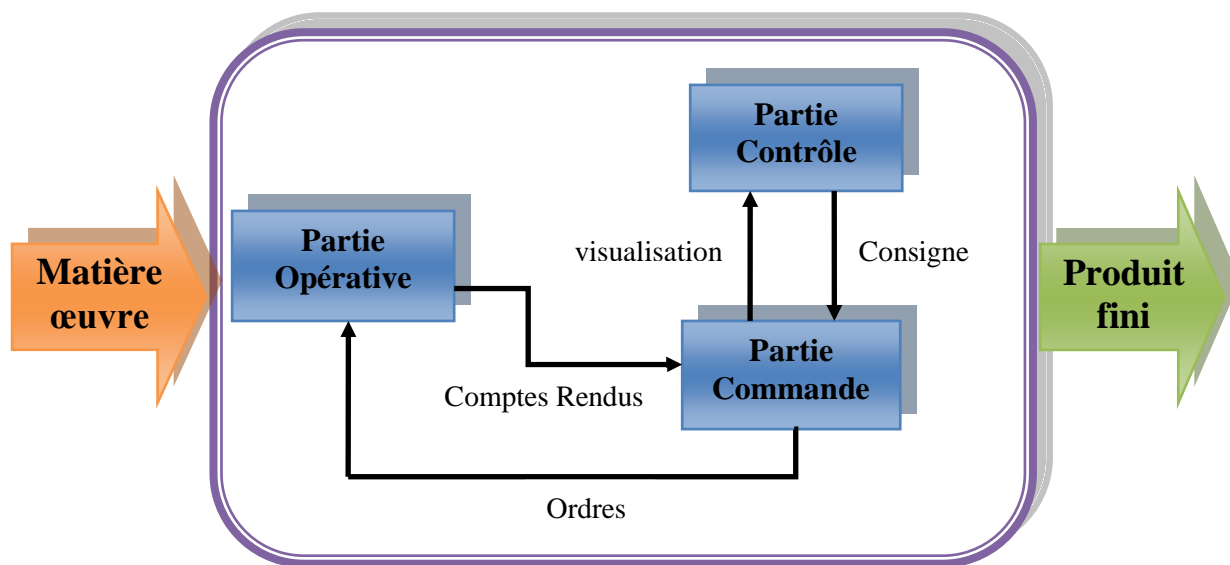 Partie
Contrôle
Partie
Opérative
visualisation
Consigne
Matière
œuvre
Produit
fini
Partie
Commande
Comptes Rendus
Ordres